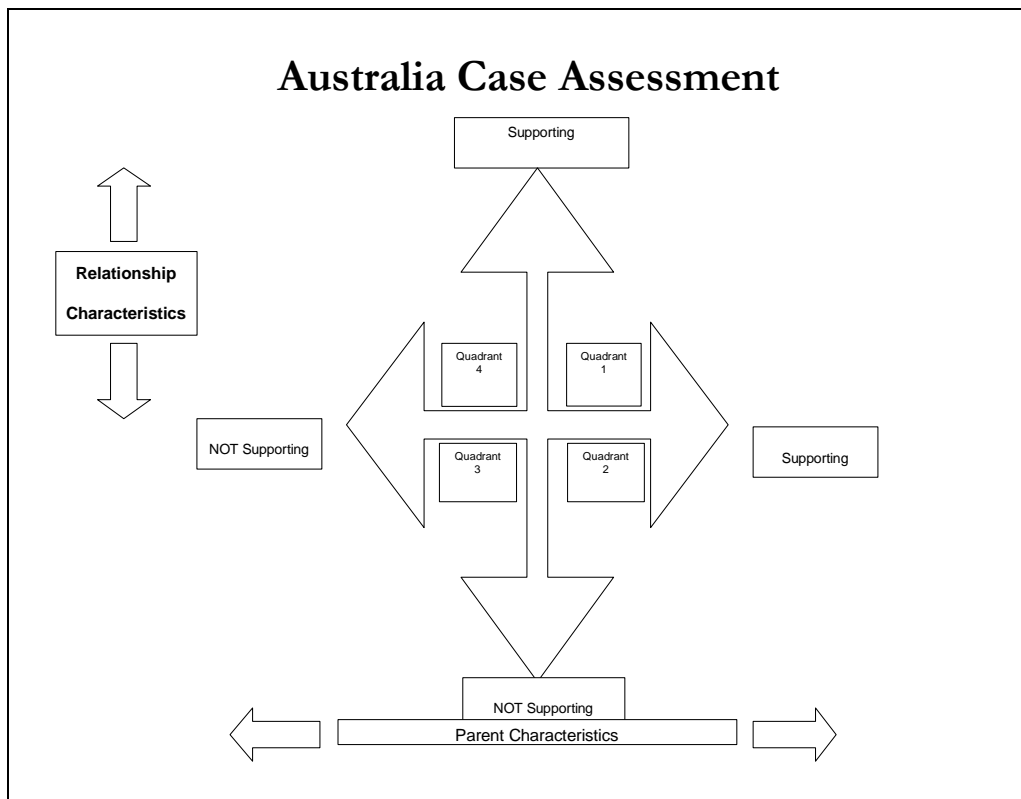 Australia Case Assessment
Supporting
Relationship
Characteristics
Quadrant
4
Quadrant
1
NOT Supporting
Quadrant
3
Quadrant
2
Supporting
NOT Supporting
Parent Characteristics